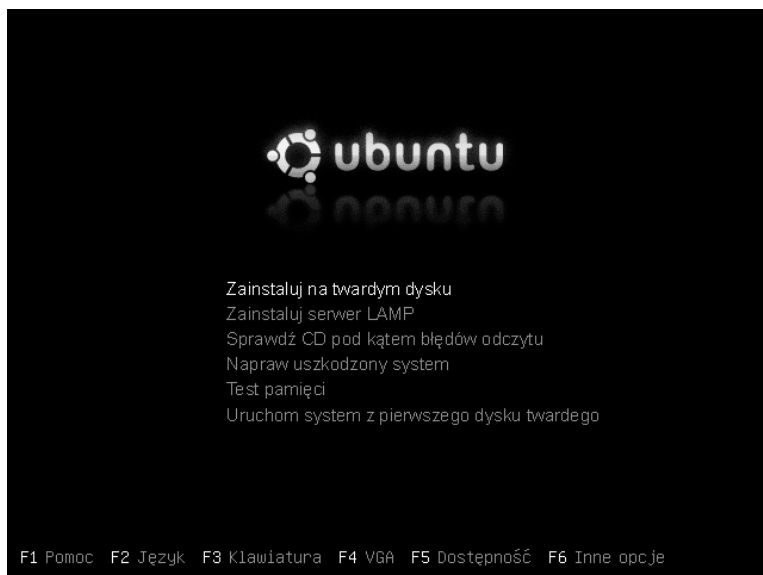 ubuntu
Zainstaluj na twardym dysku
Zainstaluj serwer LAMP
Sprawdź CD pod kątem błędów odczytu
Napraw uszkodzony system
Test pamięci
Uruchom system z pierwszego dysku twardego
F1 Pomoc F2 Język F3 Klawiatura F4 VGA F5 Dostępność F6 Inne opcje